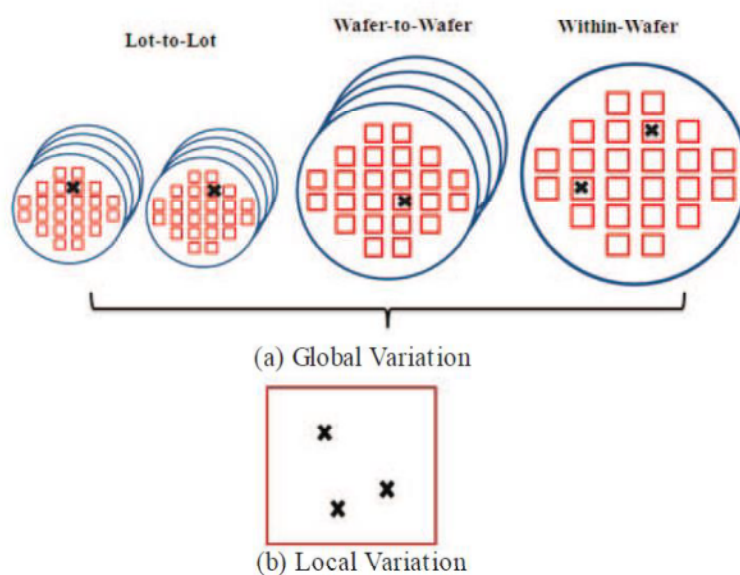 Lot-to-Lot
Wafer-to-Wafer
Within-Wafer
(a) Global Variation
(b) Local Variation